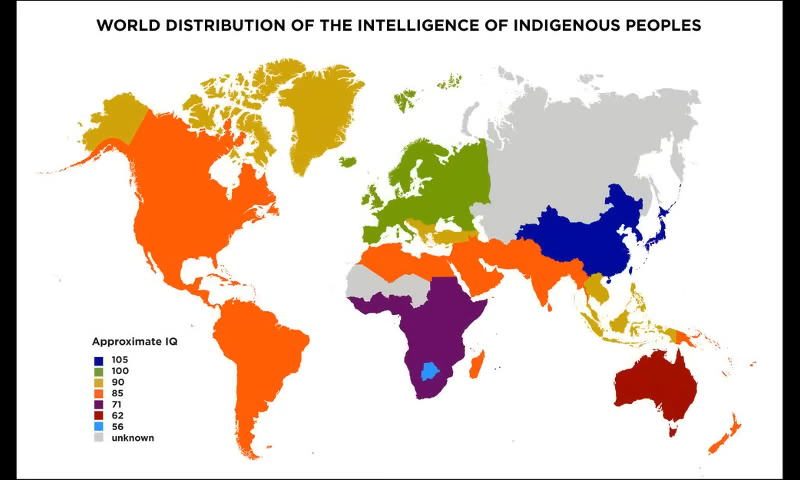 WORLD DISTRIBUTION OF THE INTELLIGENCE OF INDIGENOUS PEOPLES
Approximate IQ
105
100
90
85
71
62
56
unknown